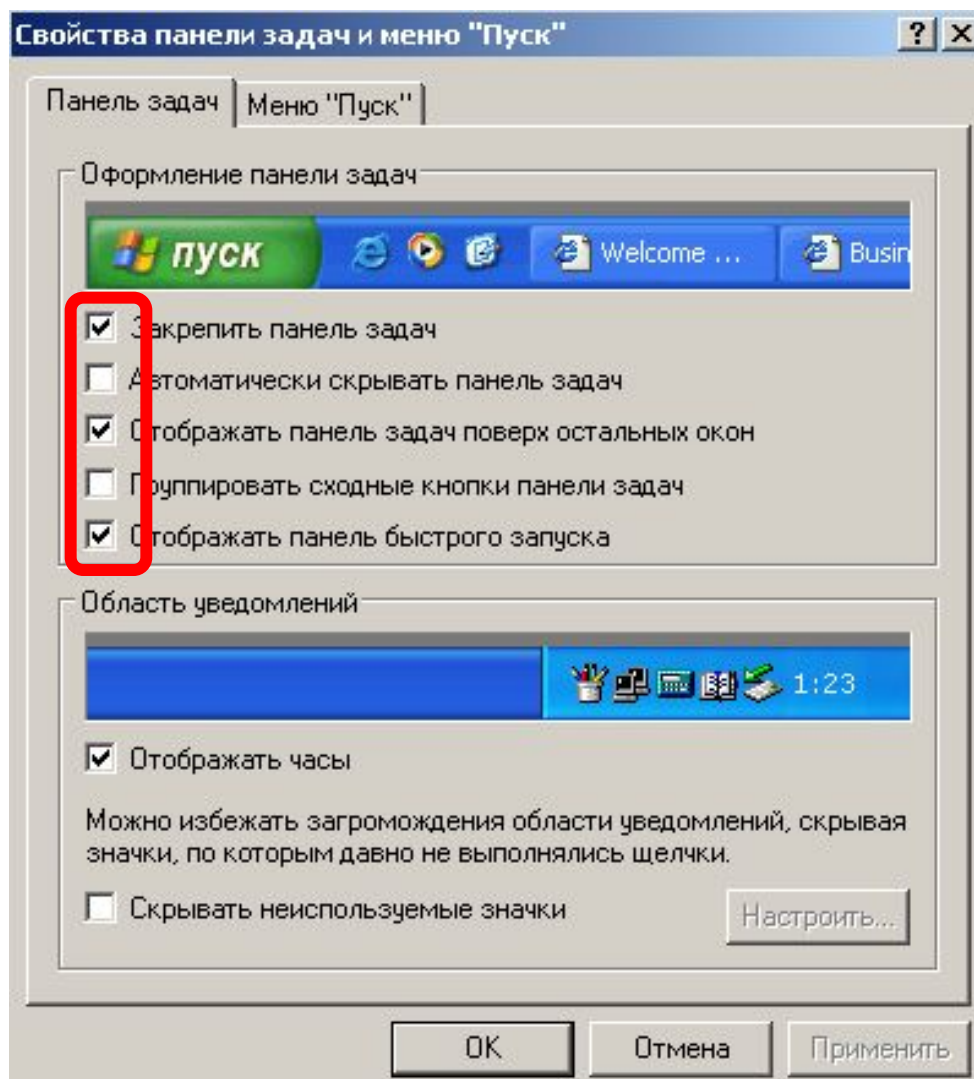 Свойства панели задач и меню "Пуск"
Панель задач
Меню "Пуск"
Оформление панели задач
пуск
Welcome ...
Busin
Закрепить панель задач
Автоматически скрывать панель задач
Отображать панель задач поверх остальных окон
Группировать сходные кнопки панели задач
Отображать панель быстрого запуска
Область уведомлений
1:23
Отображать часы
Можно избежать загромождения области уведомлений, скрывая
значки, по которым давно не выполнялись щелчки.
Скрывать неиспользуемые значки
Настроить...
OK
Отмена
Применить